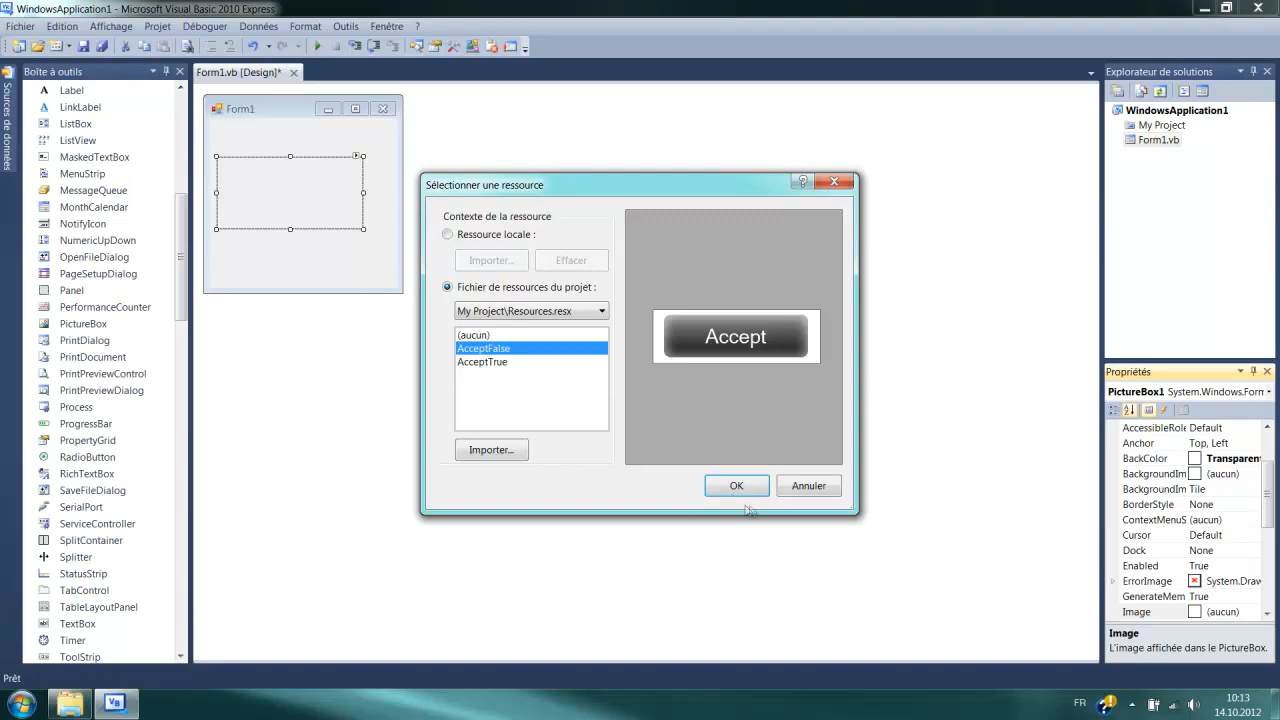 WindowsApplication1 - Microsoft Visual Basic 2010 Express
Fichier Edition Affichage Projet Déboguer Données Format Outils Fenêtre ?
Sources de données
Boîte à outils
Label
LinkLabel
ListBox
ListView
MaskedTextBox
MenuStrip
MessageQueue
MonthCalendar
NotifyIcon
NumericUpDown
OpenFileDialog
PageSetupDialog
Panel
PerformanceCounter
PictureBox
PrintDialog
PrintDocument
PrintPreviewControl
PrintPreviewDialog
Process
ProgressBar
PropertyGrid
RadioButton
RichTextBox
SaveFileDialog
SerialPort
ServiceController
SplitContainer
Splitter
StatusStrip
TabControl
TableLayoutPanel
TextBox
Timer
ToolStrip
Form1.vb [Design]*
Form1
Sélectionner une ressource
Contexte de la ressource
Ressource locale :
Importer... Effacer
Fichier de ressources du projet :
My Project\Resources.resx
(aucun)
AcceptFalse
AcceptTrue
Importer...
Accept
OK Annuler
Explorateur de solutions
WindowsApplication1
My Project
Form1.vb
Propriétés
PictureBox1 System.Windows.Form
AccessibleRole Default
Anchor Top, Left
BackColor Transparent
BackgroundIm (aucun)
BackgroundIm Tile
BorderStyle None
ContextMenuS (aucun)
Cursor Default
Dock None
Enabled True
ErrorImage System.Draw
GenerateMem True
Image (aucun)
Image
L'image affichée dans le PictureBox.
Prêt
FR
10:13
14.10.2012